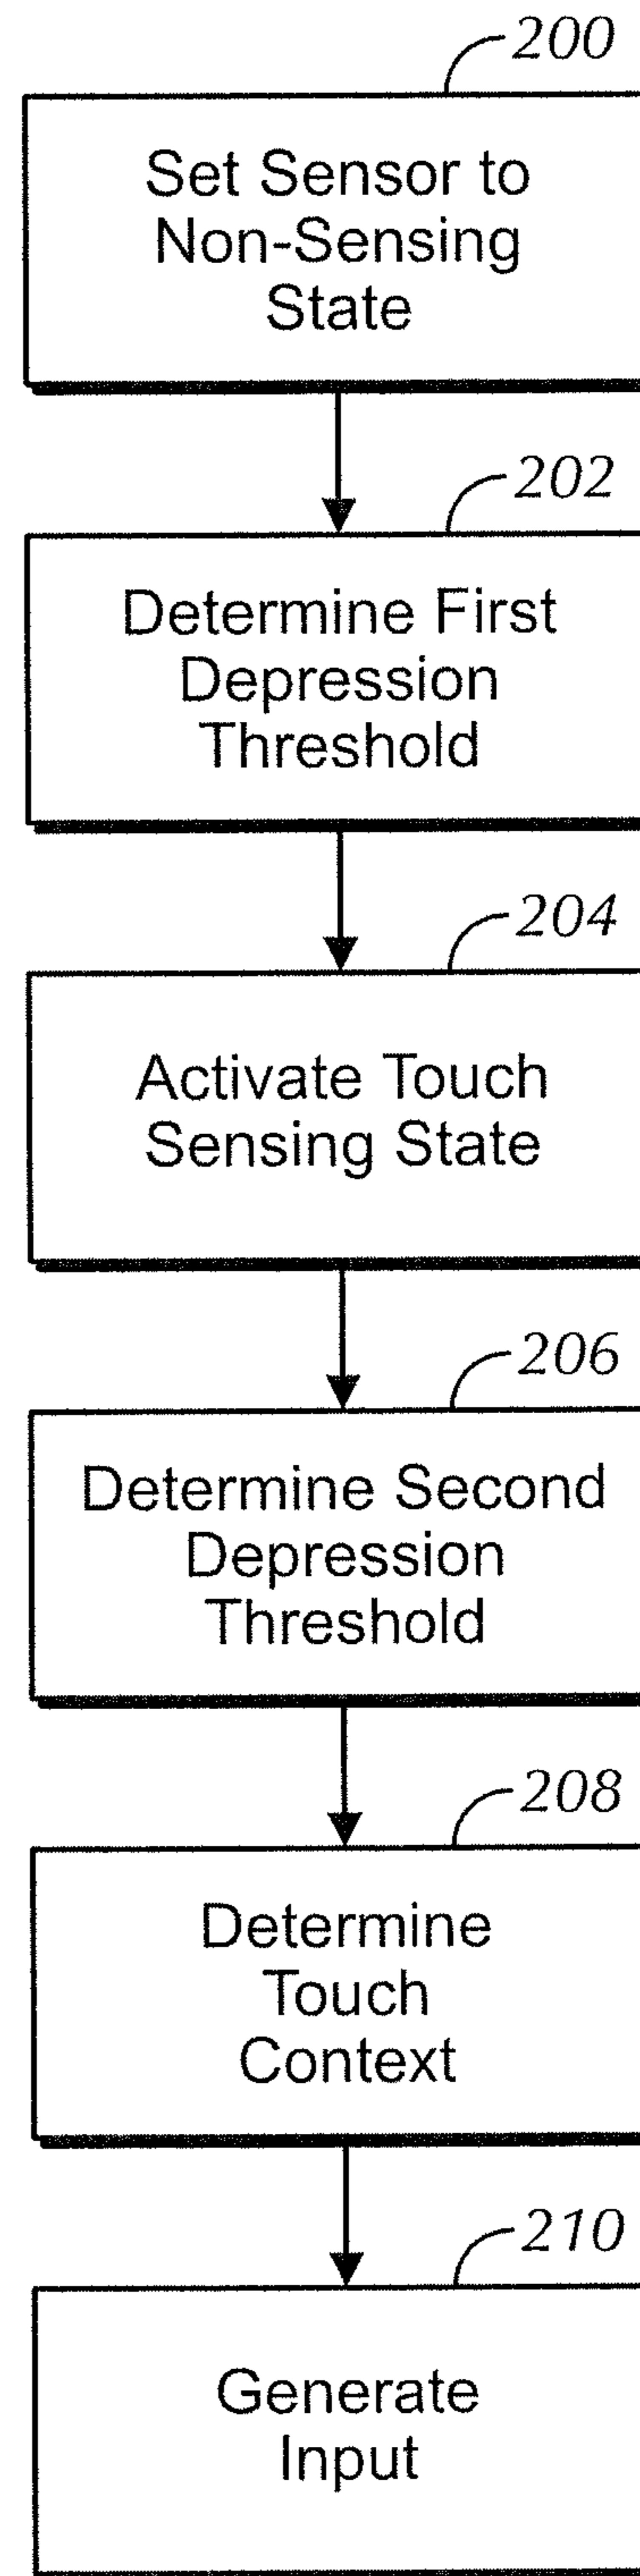 200
Set Sensor to
Non-Sensing
State
202
Determine First
Depression
Threshold
204
Activate Touch
Sensing State
206
Determine Second
Depression
Threshold
208
Determine
Touch
Context
210
Generate
Input